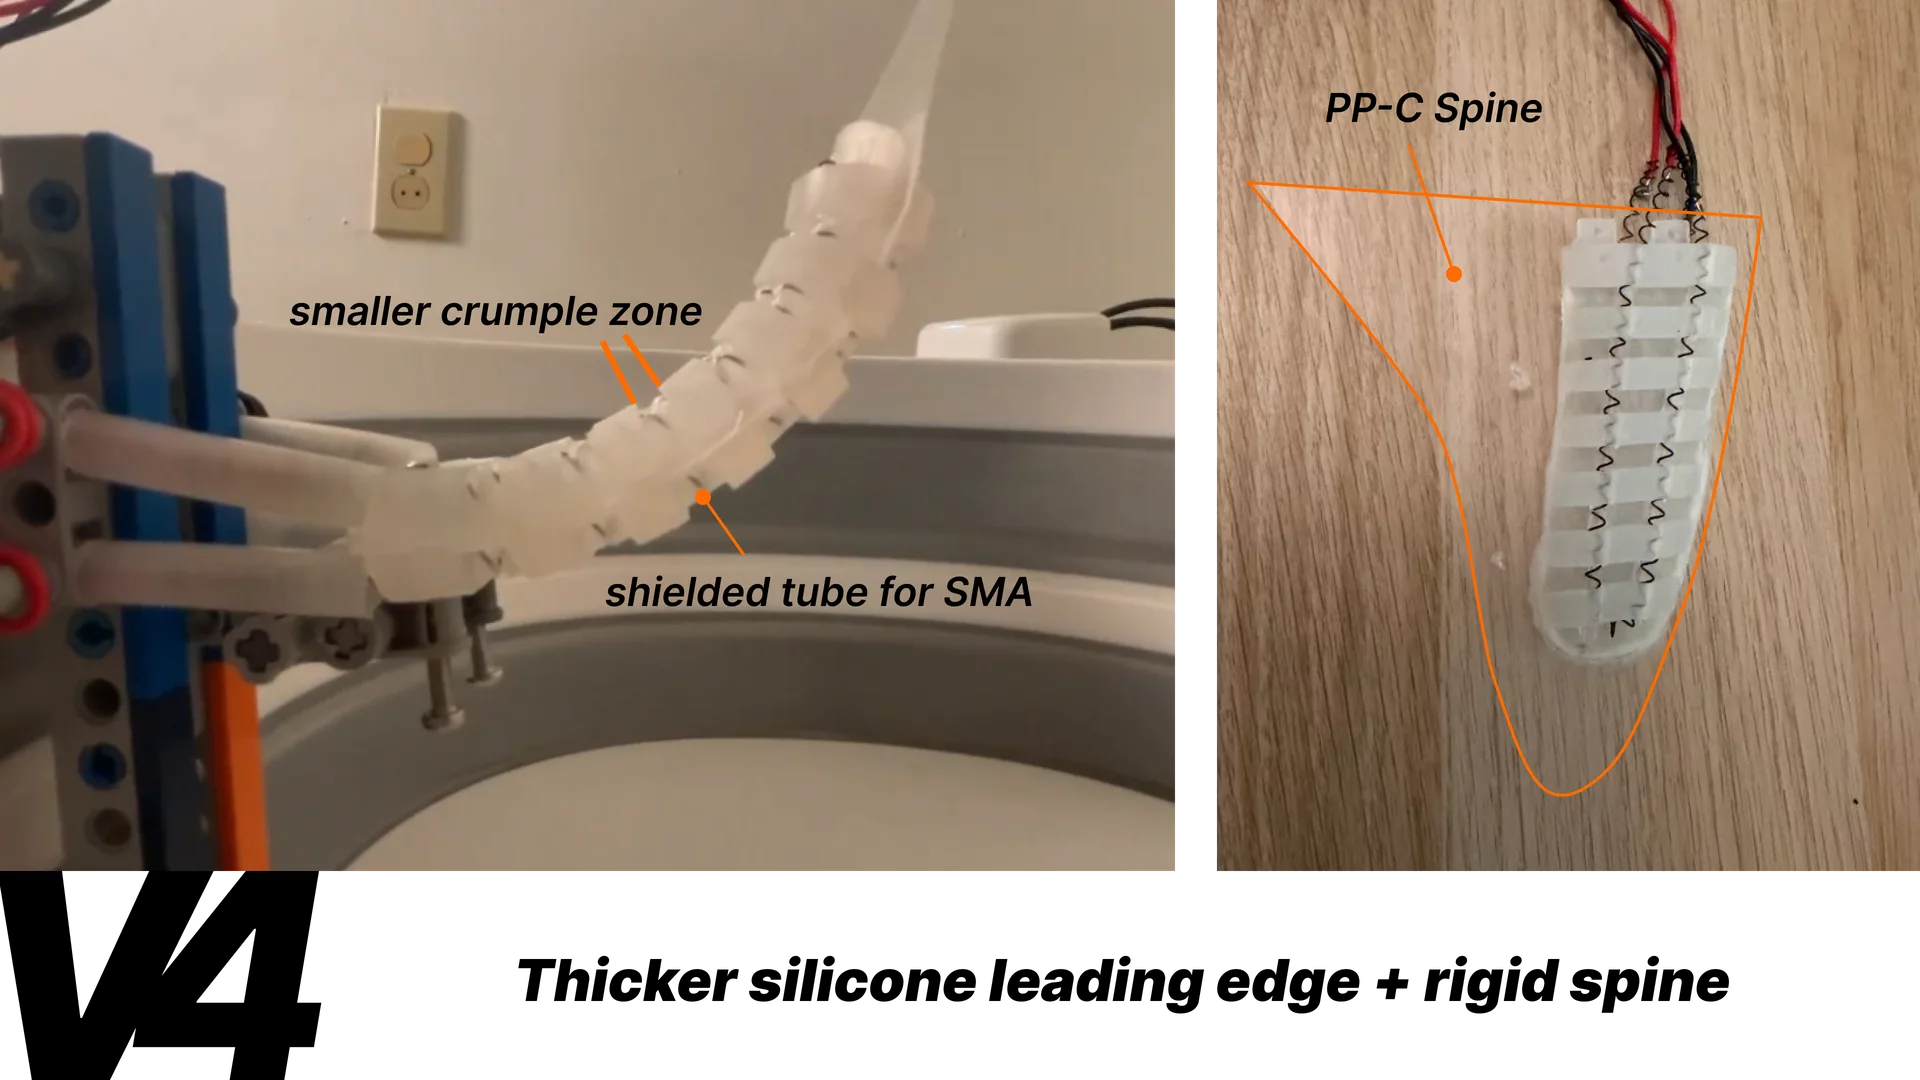 smaller crumple zone
shielded tube for SMA
PP-C Spine
V4
Thicker silicone leading edge + rigid spine